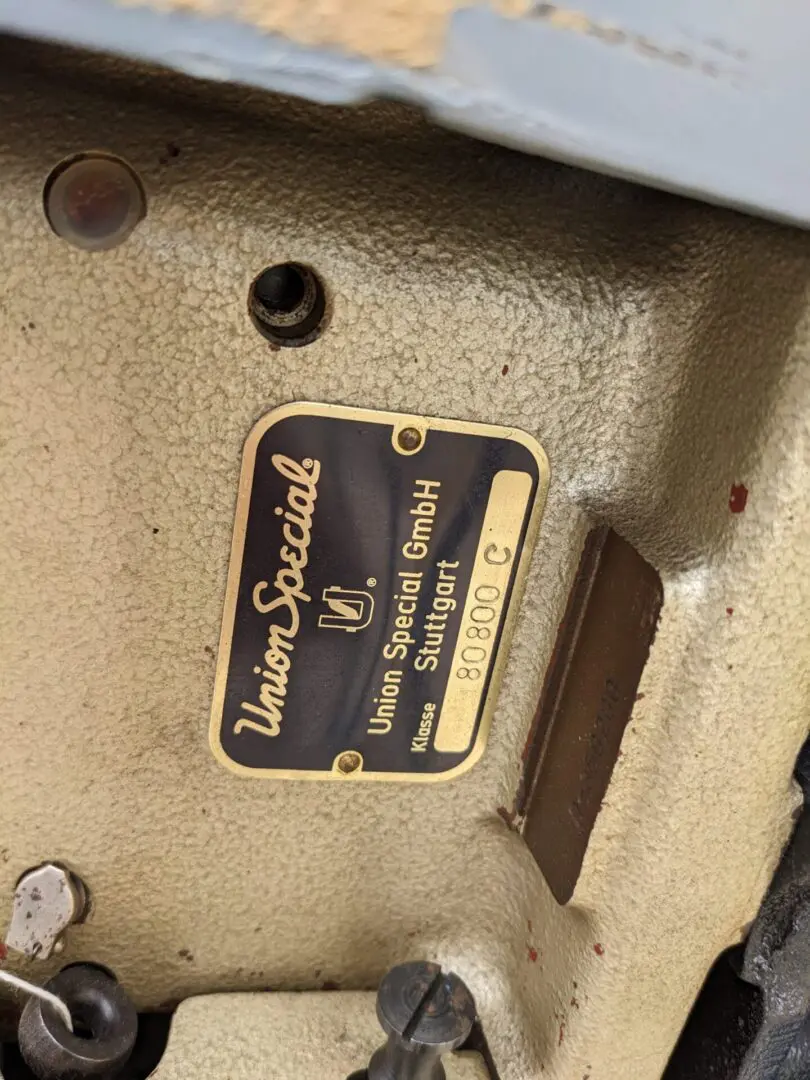 Union Special®
U®
Union Special GmbH
Stuttgart
Klasse 80800 C